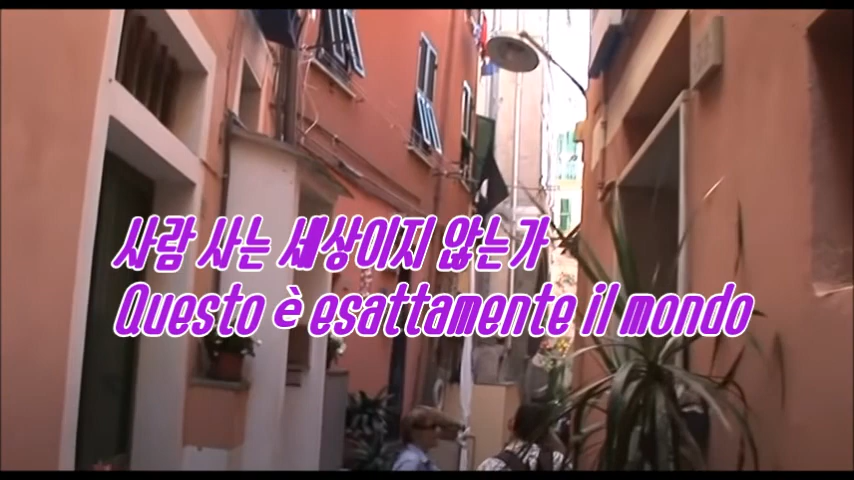 사람 사는 세상이지 않는가
Questo è esattamente il mondo